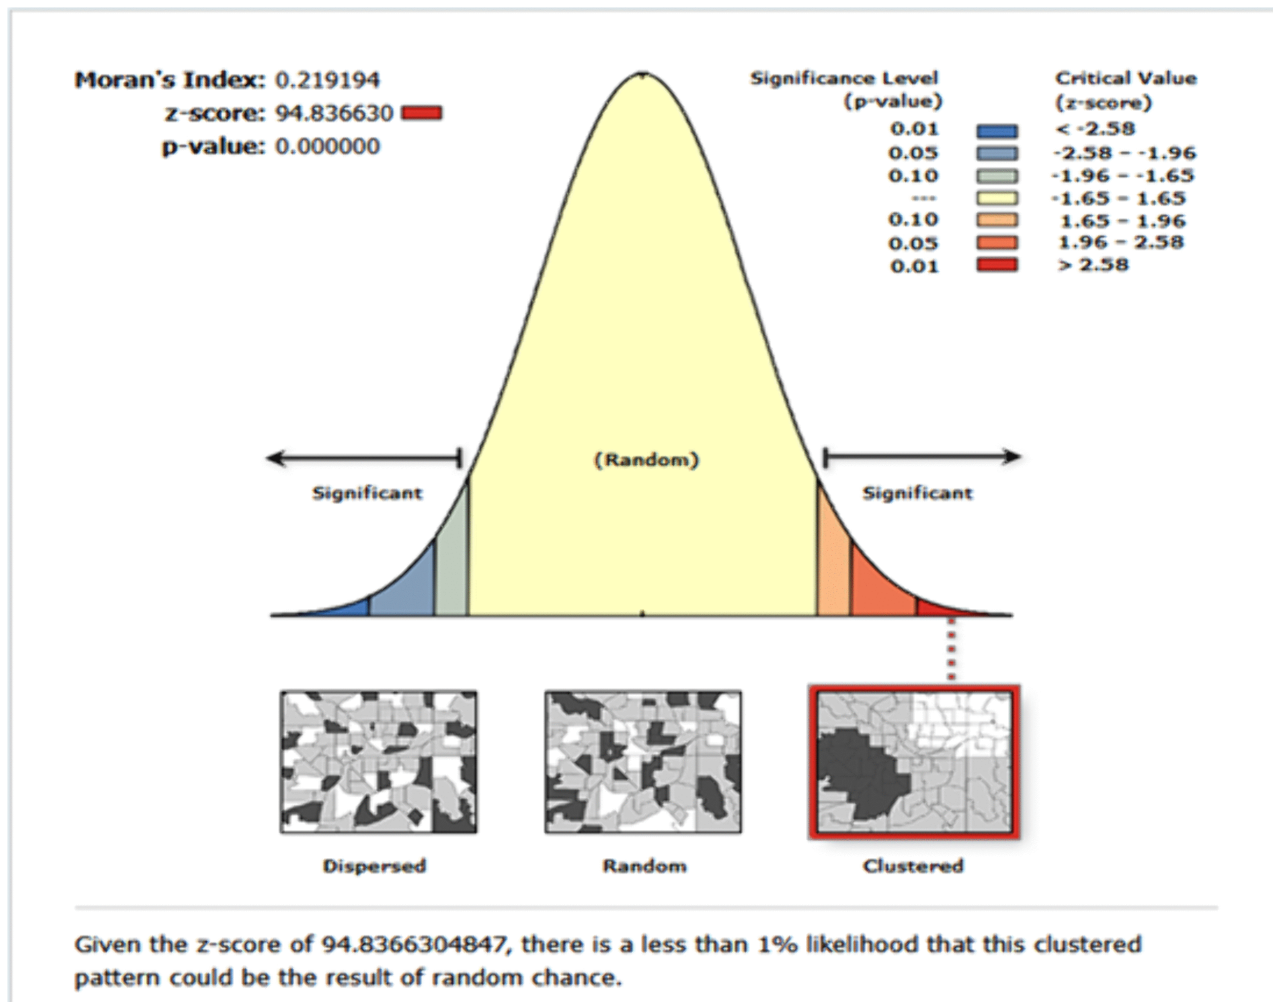 Moran's Index: 0.219194
z-score: 94.836630
p-value: 0.000000
Significance Level
(p-value)
Critical Value
(z-score)
0.01 < -2.58
0.05 -2.58 - -1.96
0.10 -1.96 - -1.65
--- -1.65 - 1.65
0.10 1.65 - 1.96
0.05 1.96 - 2.58
0.01 > 2.58
(Random)
Significant
Significant
Dispersed
Random
Clustered
Given the z-score of 94.8366304847, there is a less than 1% likelihood that this clustered
pattern could be the result of random chance.